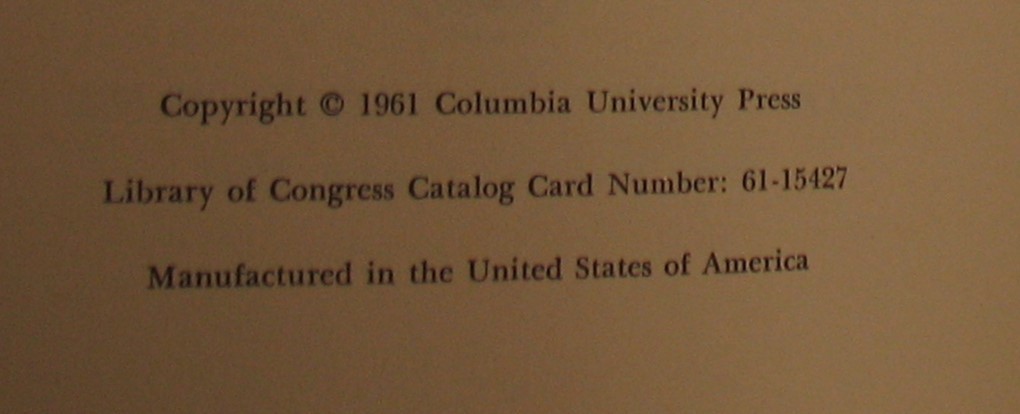 Copyright © 1961 Columbia University Press
Library of Congress Catalog Card Number: 61-15427
Manufactured in the United States of America